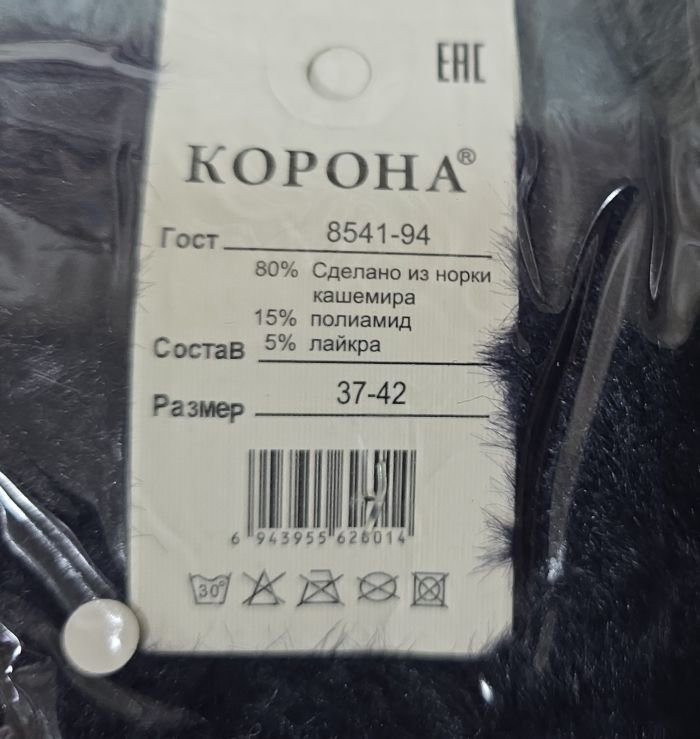 EAC
КОРОНА®
Гост 8541-94
80% Сделано из норки
кашемира
15% полиамид
Состав 5% лайкра
Размер 37-42
6 943955 626014
30°